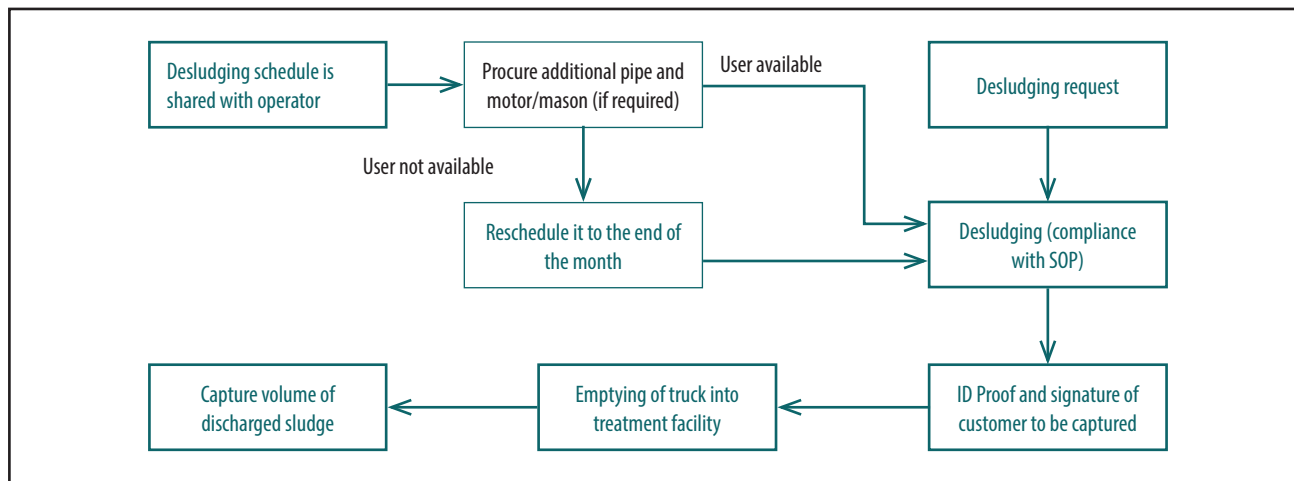 Desludging schedule is
shared with operator
Procure additional pipe and
motor/mason (if required)
User available
Desludging request
User not available
Reschedule it to the end of
the month
Desludging (compliance
with SOP)
Capture volume of
discharged sludge
Emptying of truck into
treatment facility
ID Proof and signature of
customer to be captured